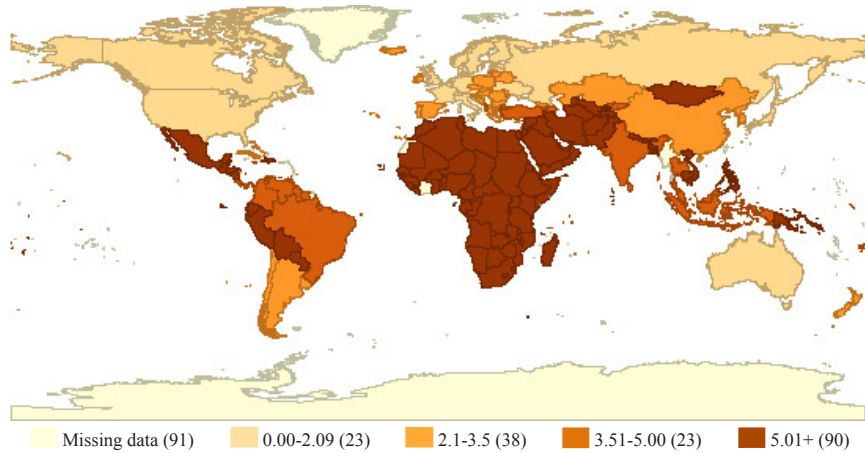 Missing data (91) 0.00-2.09 (23) 2.1-3.5 (38) 3.51-5.00 (23) 5.01+ (90)